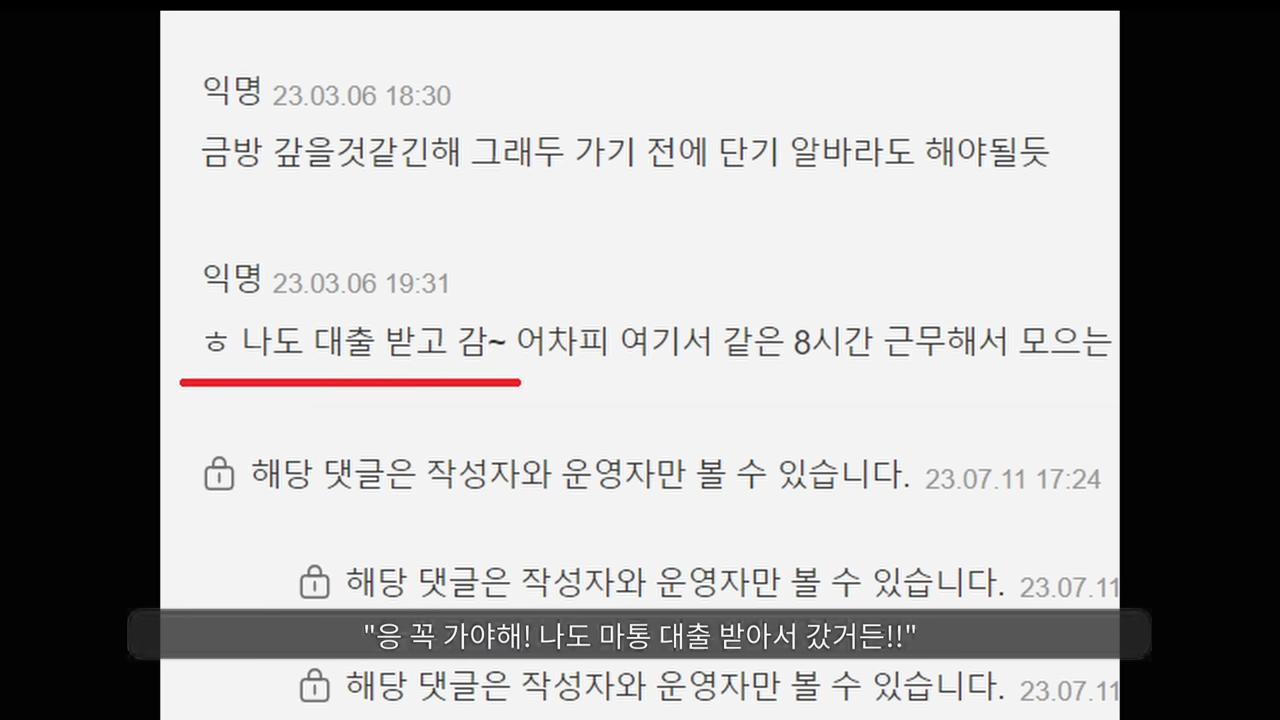 익명 23.03.06 18:30
금방 갚을것같긴해 그래두 가기 전에 단기 알바라도 해야될듯
익명 23.03.06 19:31
ㅎ 나도 대출 받고 감~ 어차피 여기서 같은 8시간 근무해서 모으는
해당 댓글은 작성자와 운영자만 볼 수 있습니다. 23.07.11 17:24
해당 댓글은 작성자와 운영자만 볼 수 있습니다. 23.07.11
"응 꼭 가야해! 나도 마통 대출 받아서 갔거든!!"
해당 댓글은 작성자와 운영자만 볼 수 있습니다. 23.07.11